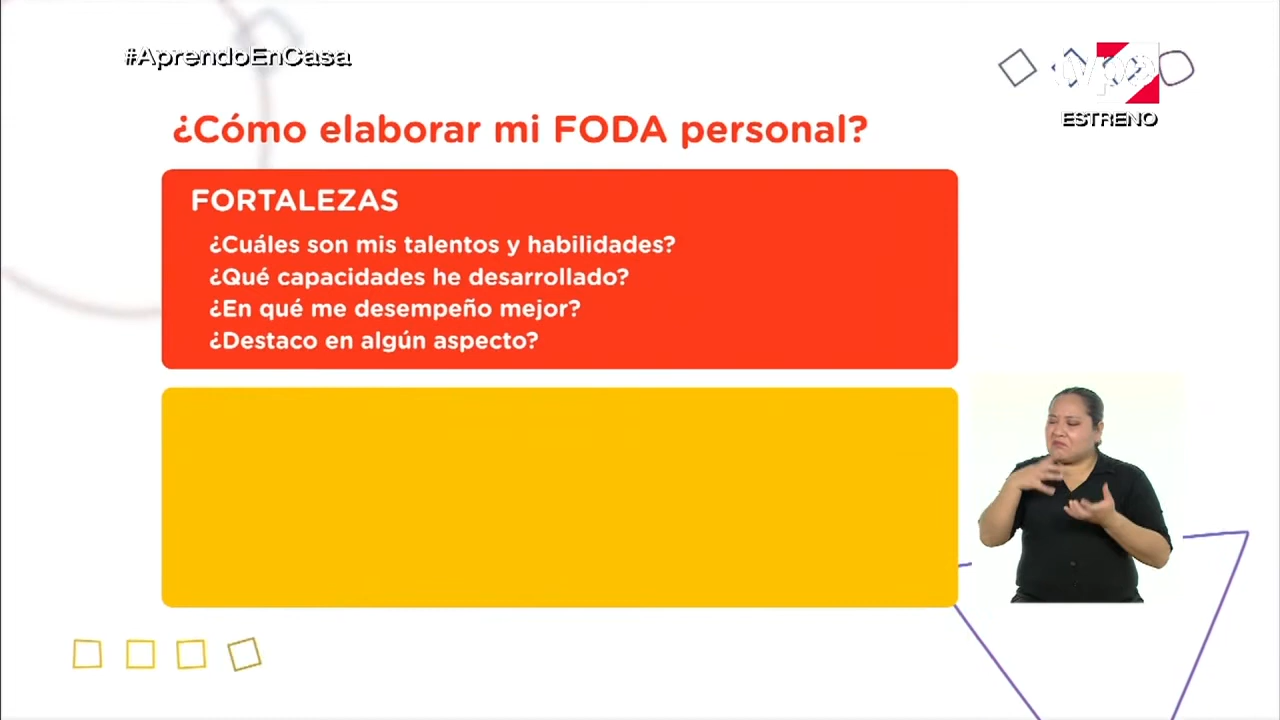 #AprendoEnCasa
tvpe
ESTRENO
¿Cómo elaborar mi FODA personal?
FORTALEZAS
¿Cuáles son mis talentos y habilidades?
¿Qué capacidades he desarrollado?
¿En qué me desempeño mejor?
¿Destaco en algún aspecto?